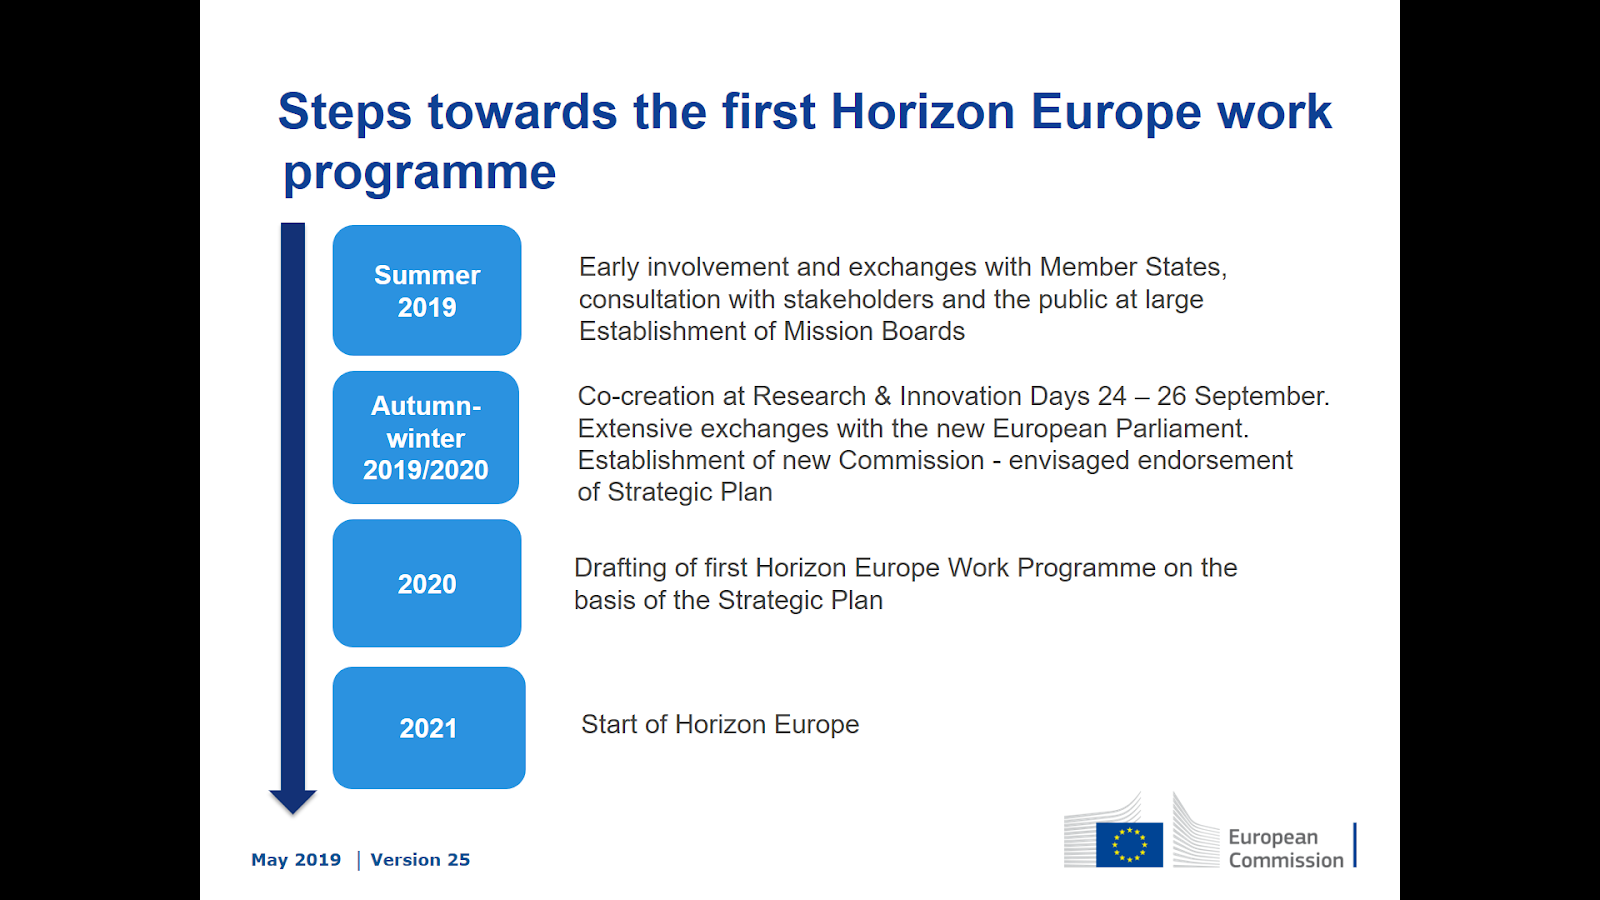 Steps towards the first Horizon Europe work
programme
Summer
2019
Early involvement and exchanges with Member States,
consultation with stakeholders and the public at large
Establishment of Mission Boards
Autumn-
winter
2019/2020
Co-creation at Research & Innovation Days 24 – 26 September.
Extensive exchanges with the new European Parliament.
Establishment of new Commission - envisaged endorsement
of Strategic Plan
2020
Drafting of first Horizon Europe Work Programme on the
basis of the Strategic Plan
2021
Start of Horizon Europe
May 2019 | Version 25
European
Commission